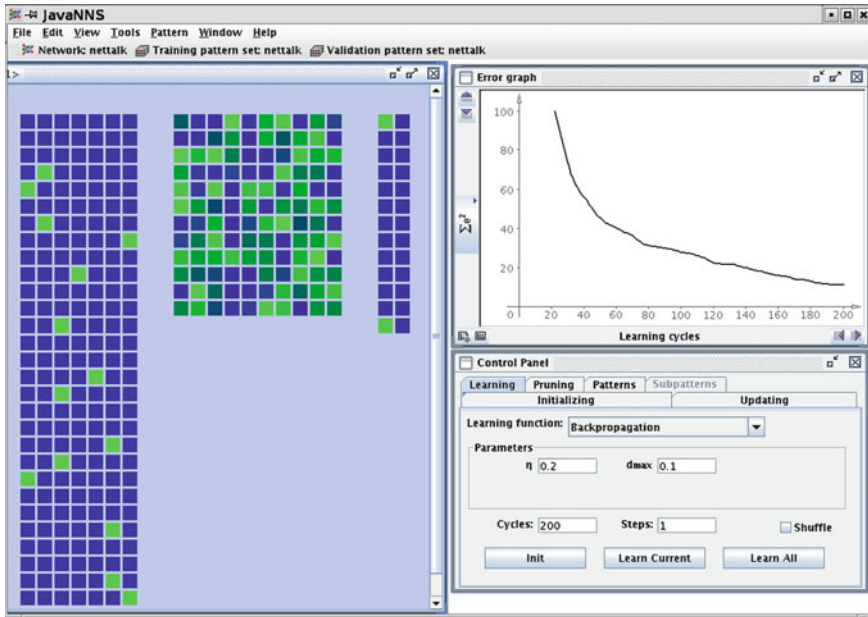 JavaNNS
File Edit View Tools Pattern Window Help
Network: nettalk Training pattern set: nettalk Validation pattern set: nettalk
1>
Error graph
100
80
60
40
20
Σe²
0 20 40 60 80 100 120 140 160 180 200
Learning cycles
Control Panel
Learning Pruning Patterns Subpatterns
Initializing Updating
Learning function: Backpropagation
Parameters
η 0.2 dmax 0.1
Cycles: 200 Steps: 1 Shuffle
Init Learn Current Learn All